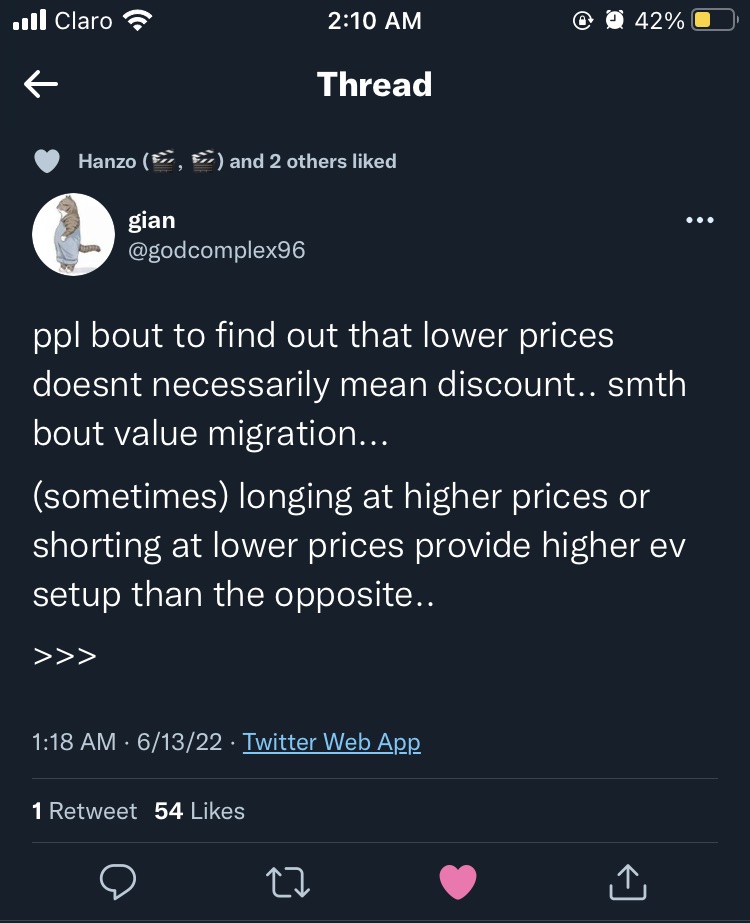 Claro 2:10 AM 42%
Thread
Hanzo (🎬, 🎬) and 2 others liked
gian
@godcomplex96
ppl bout to find out that lower prices
doesnt necessarily mean discount.. smth
bout value migration...
(sometimes) longing at higher prices or
shorting at lower prices provide higher ev
setup than the opposite..
>>>
1:18 AM · 6/13/22 · Twitter Web App
1 Retweet 54 Likes